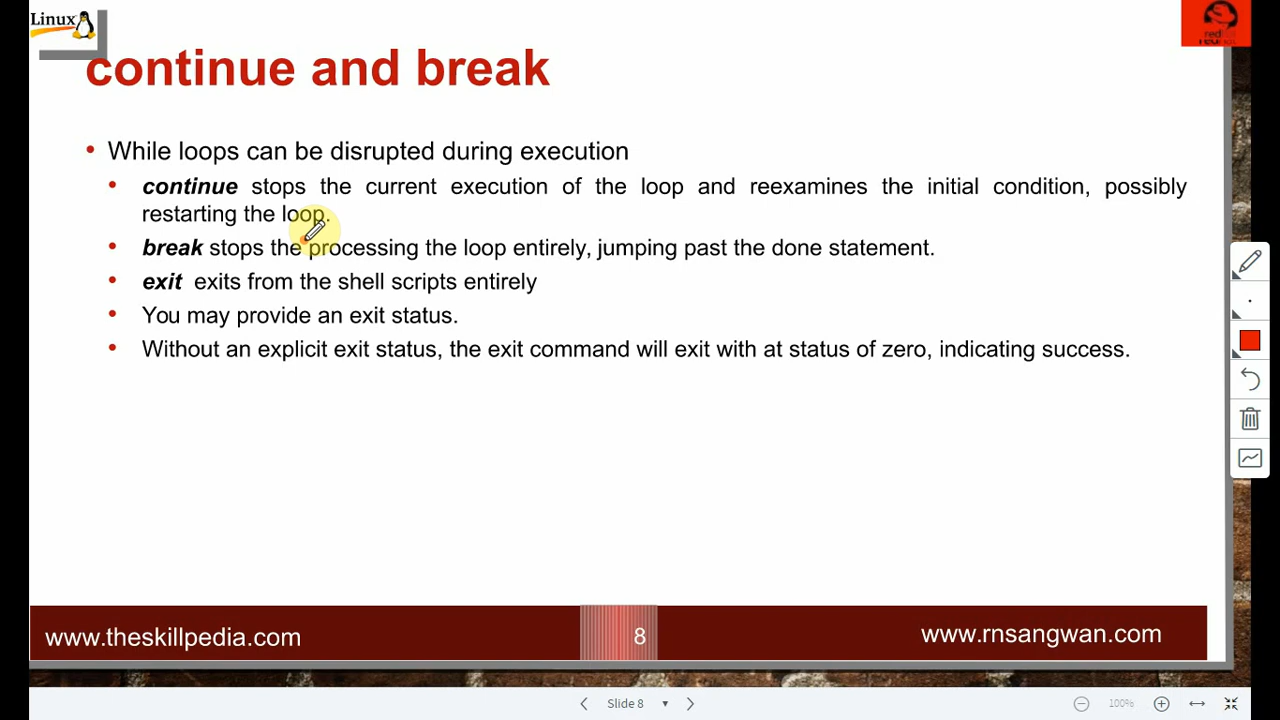 Linux
continue and break
• While loops can be disrupted during execution
• continue stops the current execution of the loop and reexamines the initial condition, possibly
restarting the loop.
• break stops the processing the loop entirely, jumping past the done statement.
• exit exits from the shell scripts entirely
• You may provide an exit status.
• Without an explicit exit status, the exit command will exit with at status of zero, indicating success.
www.theskillpedia.com
8
www.rnsangwan.com
Slide 8
100%